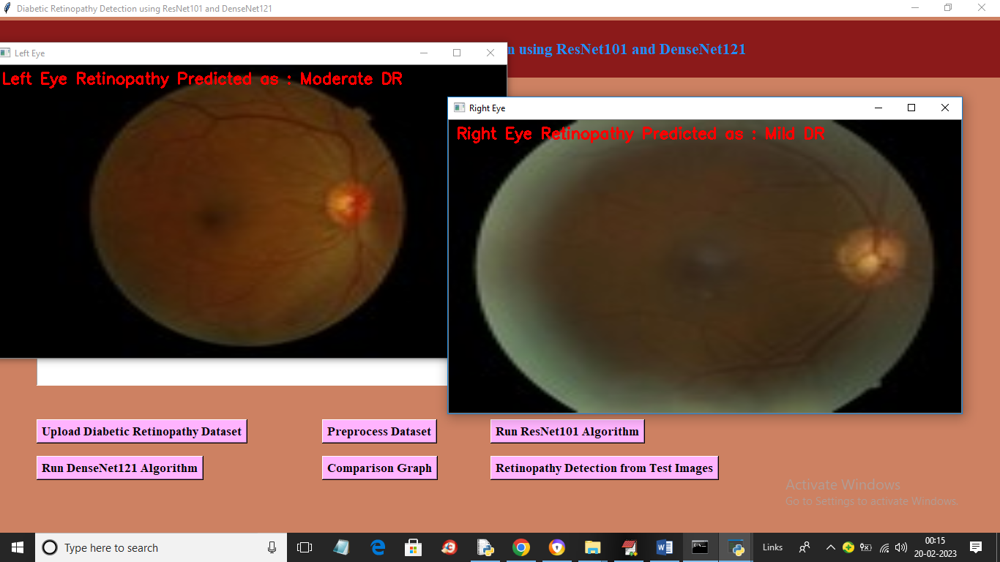 Diabetic Retinopathy Detection using ResNet101 and DenseNet121
n using ResNet101 and DenseNet121
Left Eye
Left Eye Retinopathy Predicted as : Moderate DR
Right Eye
Right Eye Retinopathy Predicted as : Mild DR
Upload Diabetic Retinopathy Dataset
Preprocess Dataset
Run ResNet101 Algorithm
Run DenseNet121 Algorithm
Comparison Graph
Retinopathy Detection from Test Images
Activate Windows
Go to Settings to activate Windows.
Type here to search
Links
00:15
20-02-2023